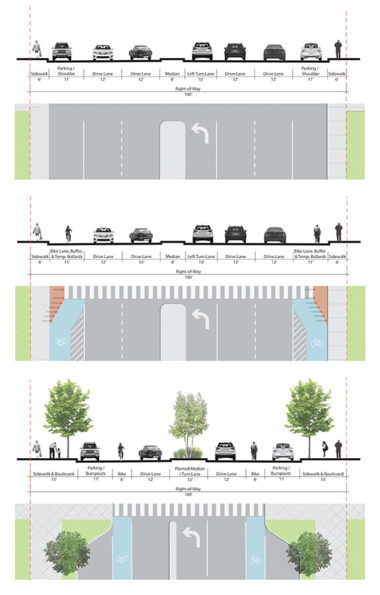 Parking / Parking /
Sidewalk Shoulder Drive Lane Drive Lane Median Left Turn Lane Drive Lane Drive Lane Shoulder Sidewalk
6' 11' 12' 12' 8' 10' 12' 12' 11' 6'
Right-of-Way
100'
Bike Lane, Buffer, Bike Lane, Buffer,
Sidewalk & Temp. Bollards Drive Lane Drive Lane Median Left Turn Lane Drive Lane Drive Lane & Temp. Bollards Sidewalk
6' 11' 12' 12' 8' 10' 12' 12' 11' 6'
Right-of-Way
100'
Parking / Planted Median Parking /
Sidewalk & Boulevard Bumpouts Bike Drive Lane / Turn Lane Drive Lane Bike Bumpouts Sidewalk & Boulevard
15' 11' 6' 12' 12' 12' 6' 11' 15'
Right-of-Way
100'